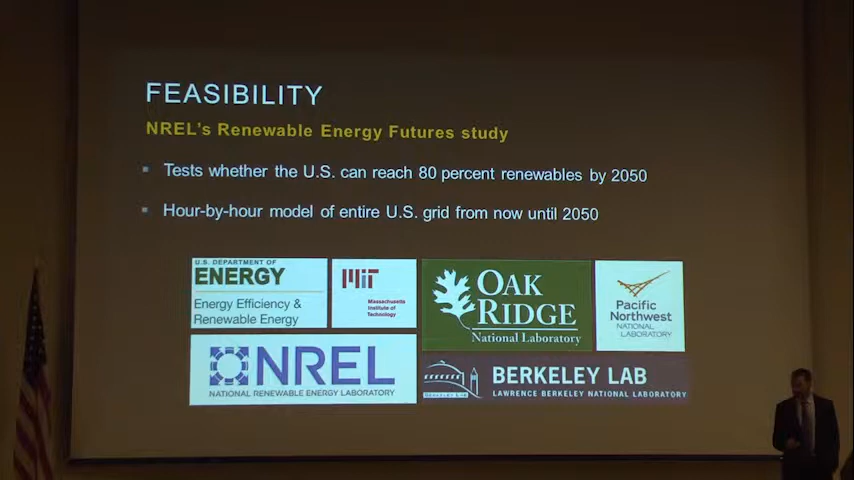 FEASIBILITY
NREL's Renewable Energy Futures study
▪ Tests whether the U.S. can reach 80 percent renewables by 2050
▪ Hour-by-hour model of entire U.S. grid from now until 2050
U.S. DEPARTMENT OF
ENERGY
Energy Efficiency &
Renewable Energy
MIT
Massachusetts
Institute of
Technology
OAK
RIDGE
National Laboratory
Pacific
Northwest
NATIONAL
LABORATORY
NREL
NATIONAL RENEWABLE ENERGY LABORATORY
BERKELEY LAB
BERKELEY LAB
LAWRENCE BERKELEY NATIONAL LABORATORY